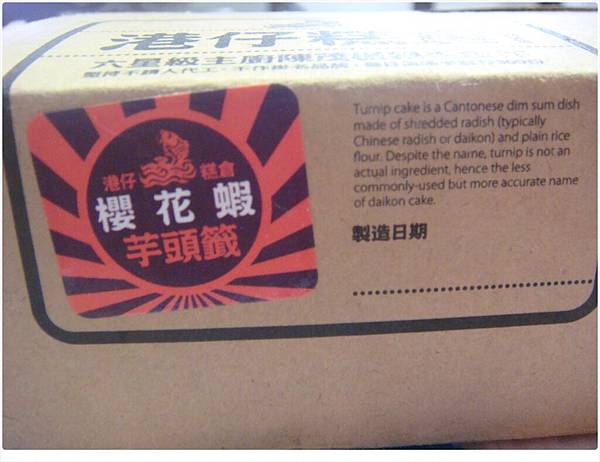 港仔糕
六星級主廚陳
港仔 糕倉
櫻花蝦
芋頭籤
Turnip cake is a Cantonese dim sum dish
made of shredded radish (typically
Chinese radish or daikon) and plain rice
flour. Despite the name, turnip is not an
actual ingredient, hence the less
commonly-used but more accurate name
of daikon cake.
製造日期